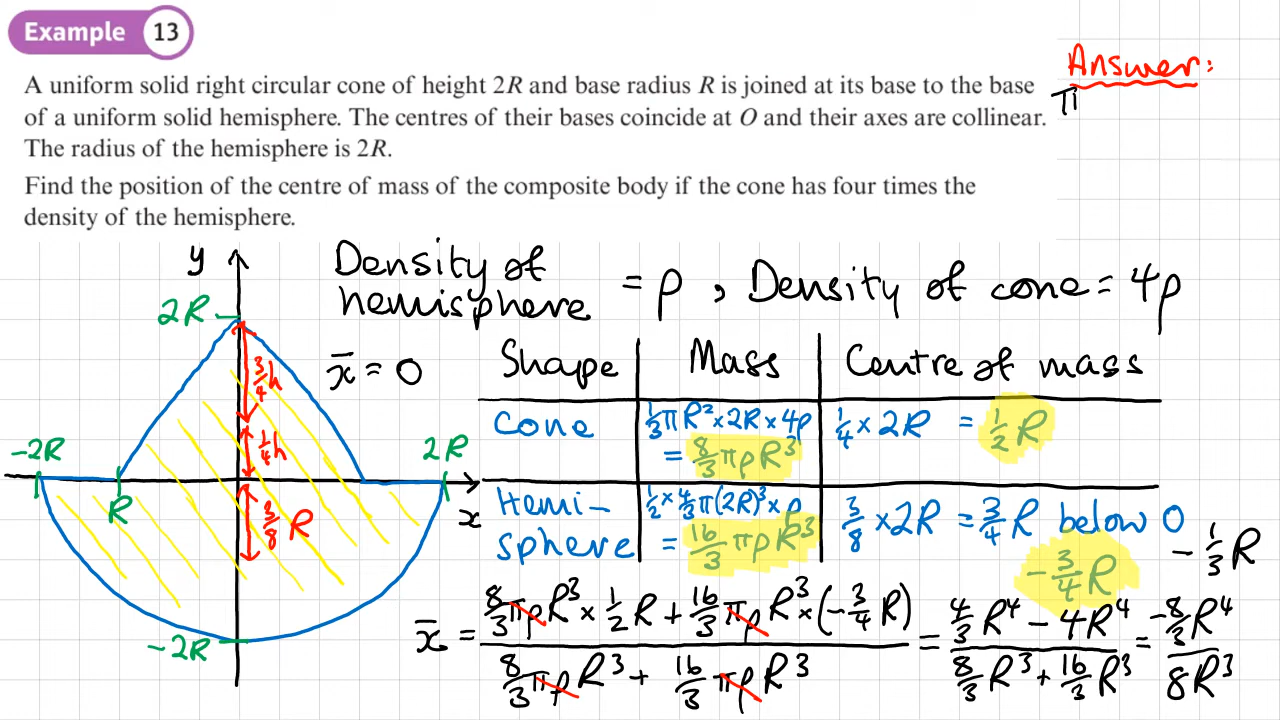 Example 13
A uniform solid right circular cone of height 2R and base radius R is joined at its base to the base
of a uniform solid hemisphere. The centres of their bases coincide at O and their axes are collinear.
The radius of the hemisphere is 2R.
Find the position of the centre of mass of the composite body if the cone has four times the
density of the hemisphere.
Answer:
Th
Density of hemisphere = ρ , Density of cone = 4ρ
y
2R
3/4 h
1/4 h
-2R
R
2R
x
3/8 R
-2R
x̄ = 0
Shape Mass Centre of mass
Cone 1/3 πR² × 2R × 4ρ = 8/3 πρR³ 1/4 × 2R = 1/2 R
Hemi-sphere 1/2 × 4/3 π(2R)³ × ρ = 16/3 πρR³ 3/8 × 2R = 3/4 R below O
-3/4 R
-1/3 R
x̄ = (8/3 πρR³ × 1/2 R + 16/3 πρR³ × (-3/4 R)) / (8/3 πρR³ + 16/3 πρR³) = (4/3 R⁴ - 4R⁴) / (8/3 R³ + 16/3 R³) = (-8/3 R⁴) / (8R³)